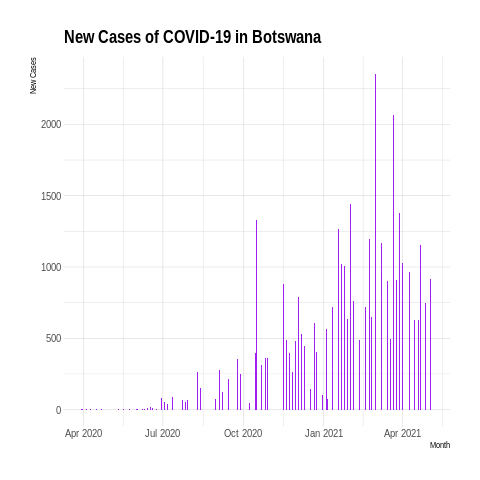 New Cases of COVID-19 in Botswana
New Cases
2000
1500
1000
500
0
Apr 2020 Jul 2020 Oct 2020 Jan 2021 Apr 2021
Month